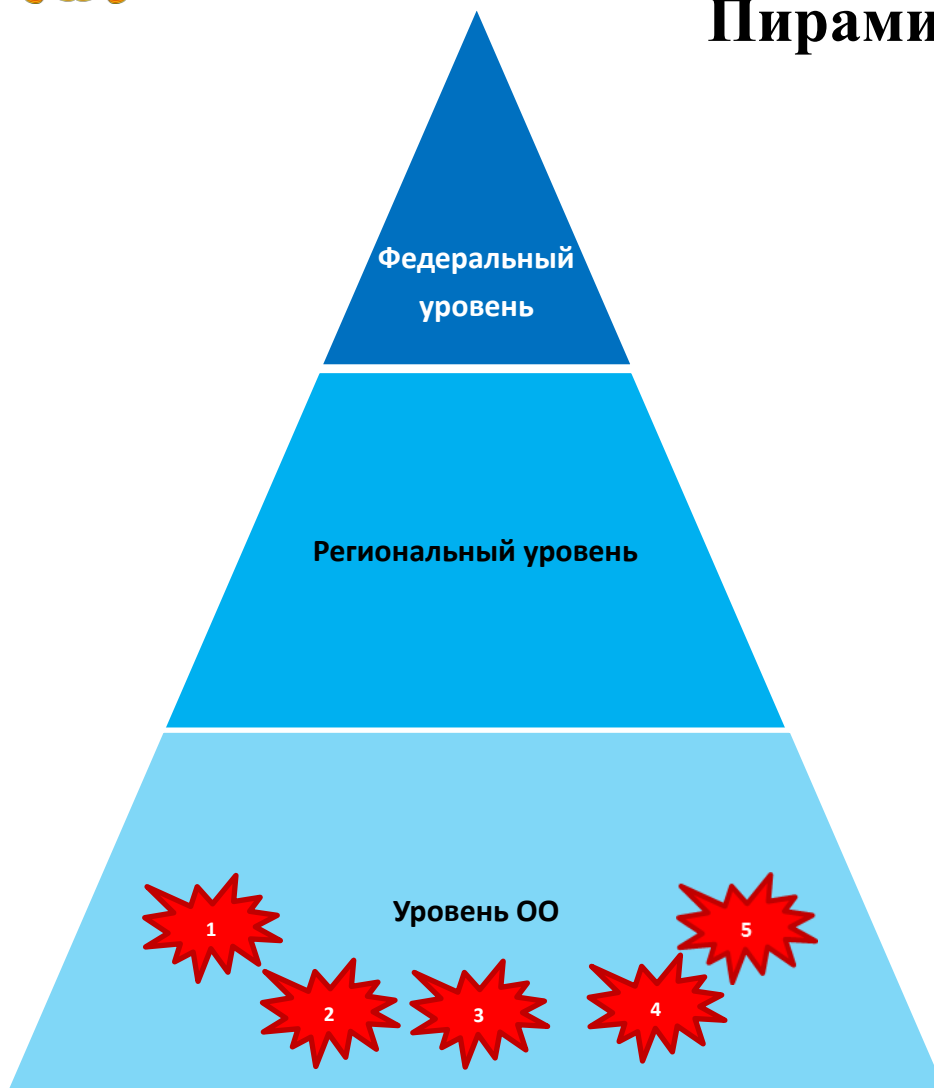 Пирами
Федеральный
уровень
Региональный уровень
Уровень ОО
1
5
2
3
4